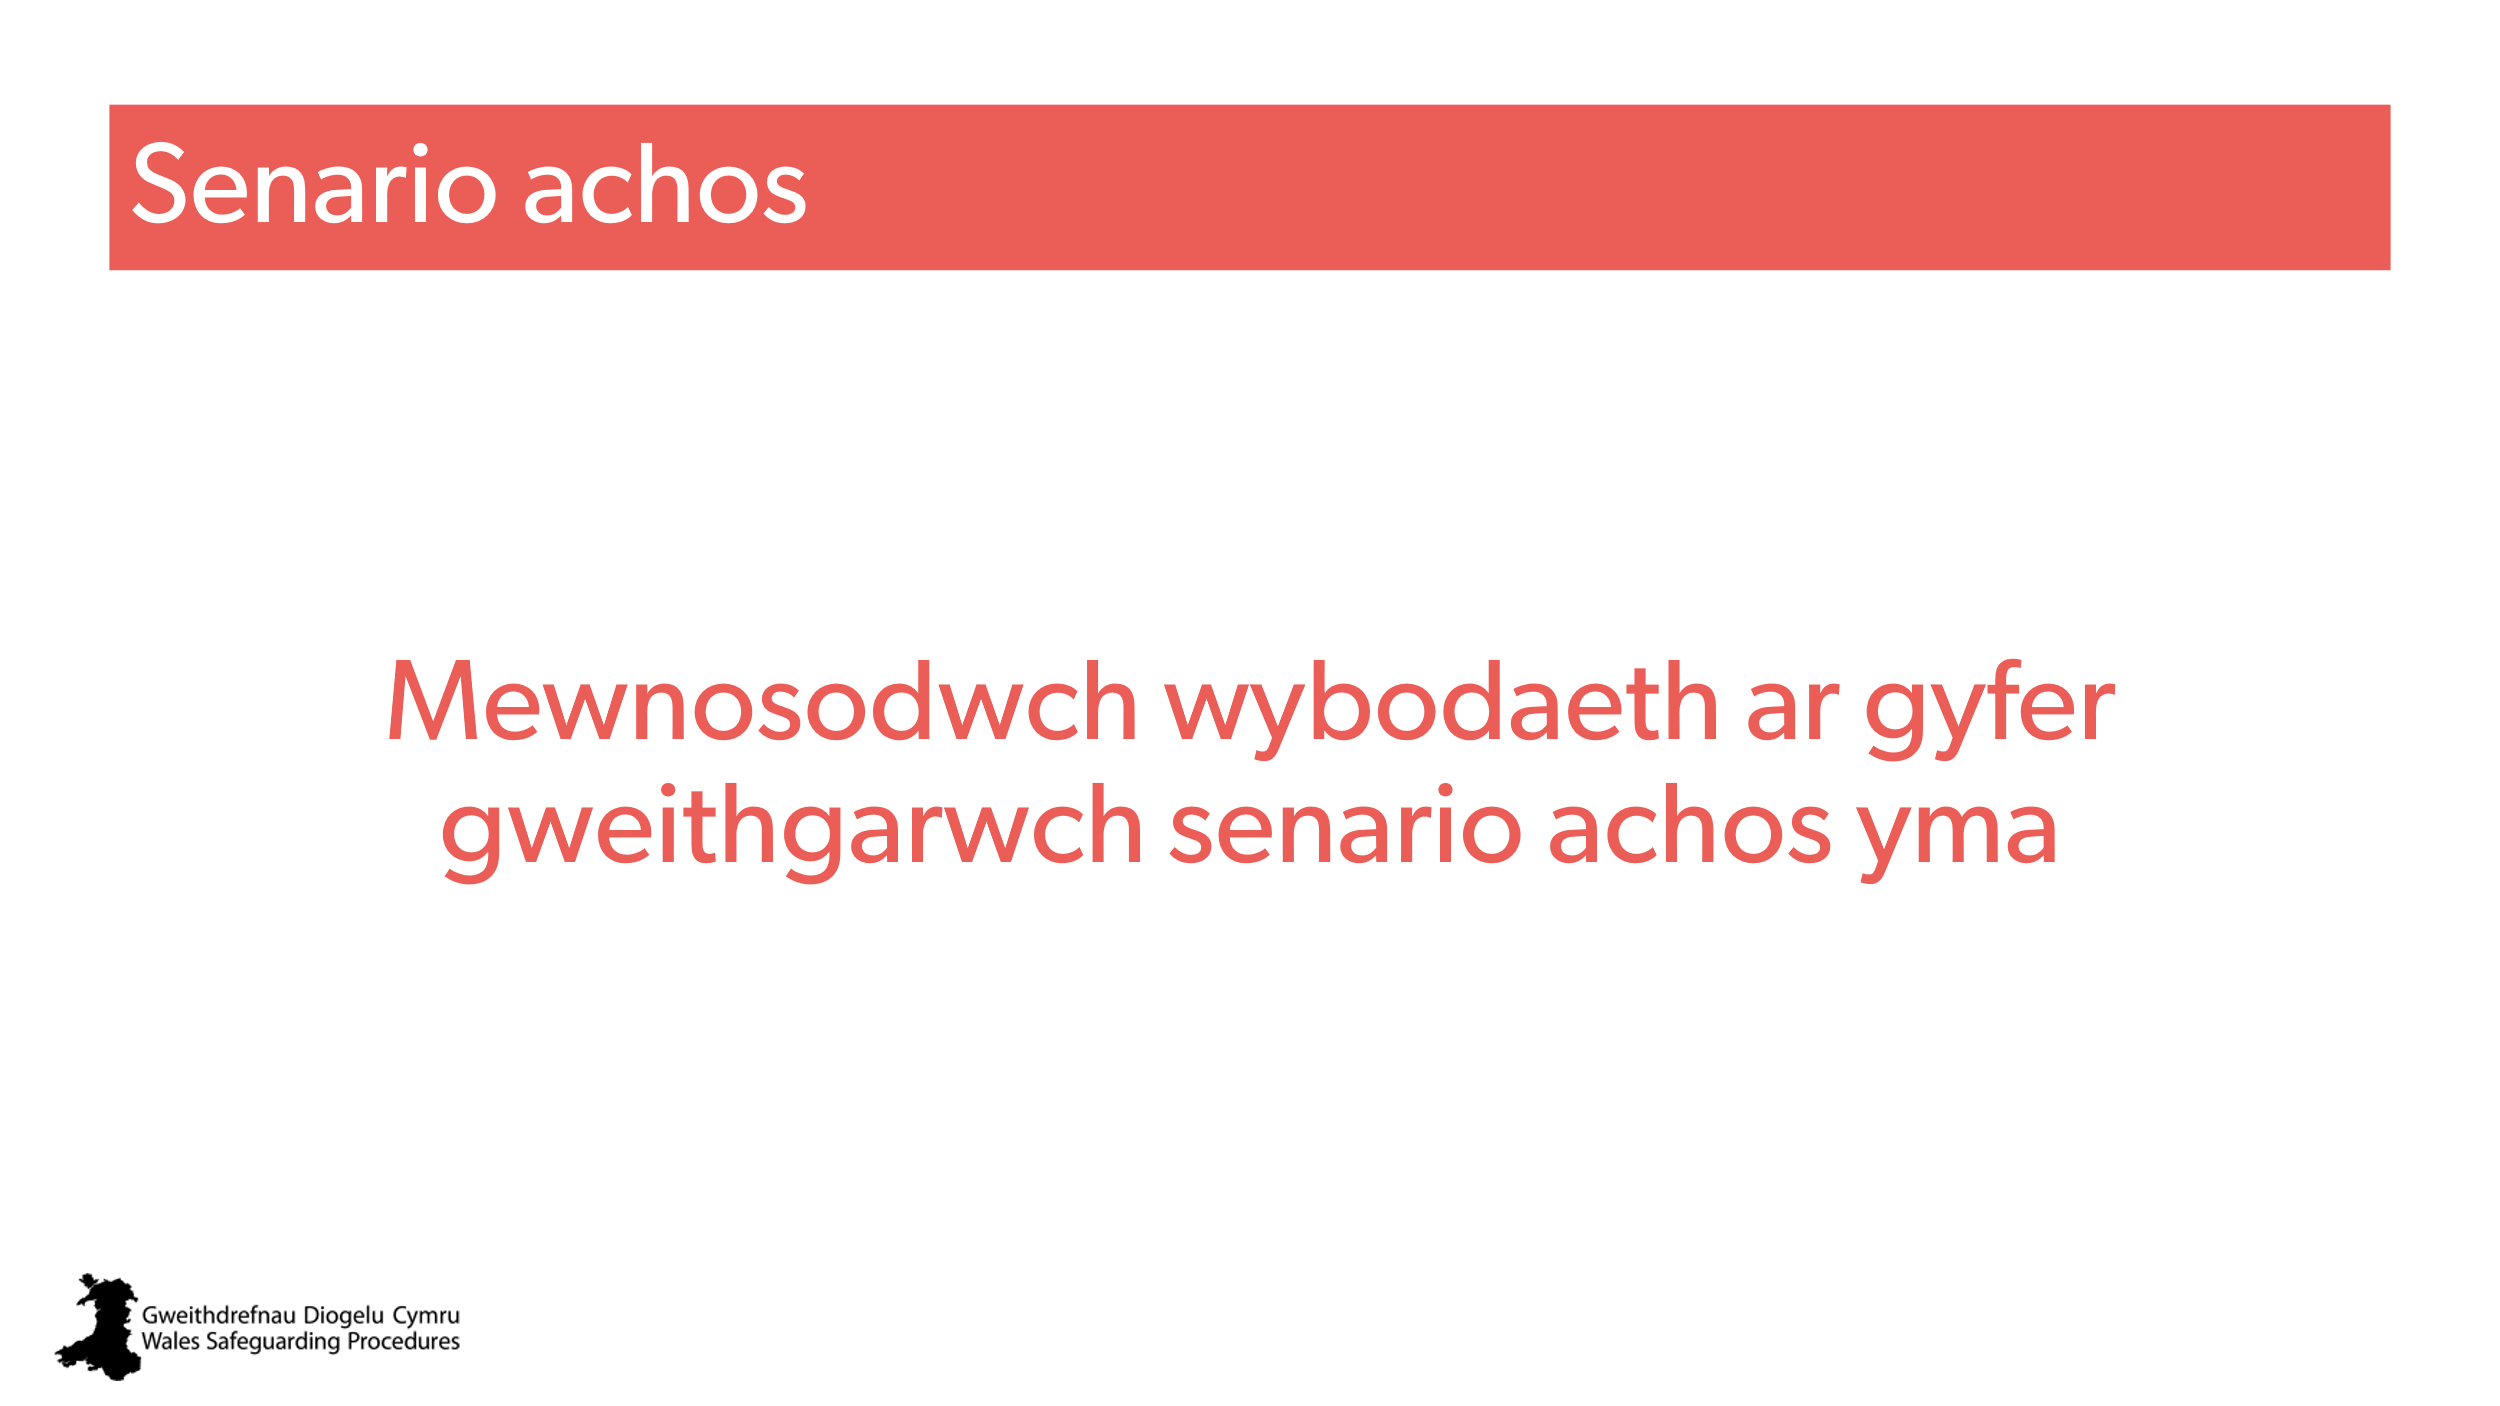 Senario achos
Mewnosodwch wybodaeth ar gyfer
gweithgarwch senario achos yma
Gweithdrefnau Diogelu Cymru
Wales Safeguarding Procedures